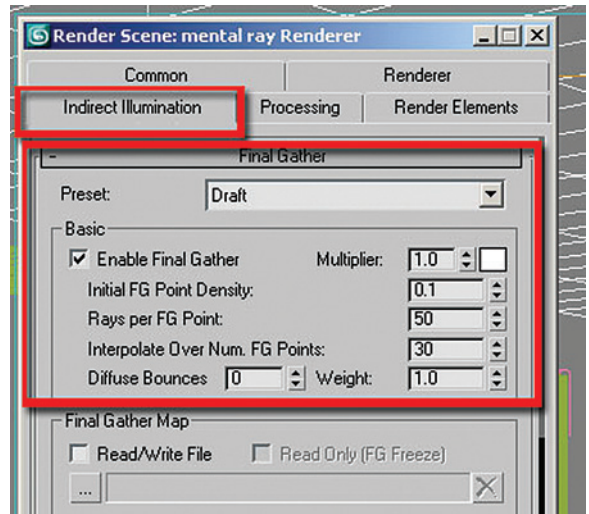 Render Scene: mental ray Renderer
Common Renderer
Indirect Illumination Processing Render Elements
- Final Gather
Preset: Draft
Basic
Enable Final Gather Multiplier: 1.0
Initial FG Point Density: 0.1
Rays per FG Point: 50
Interpolate Over Num. FG Points: 30
Diffuse Bounces 0 Weight: 1.0
Final Gather Map
Read/Write File Read Only (FG Freeze)
...